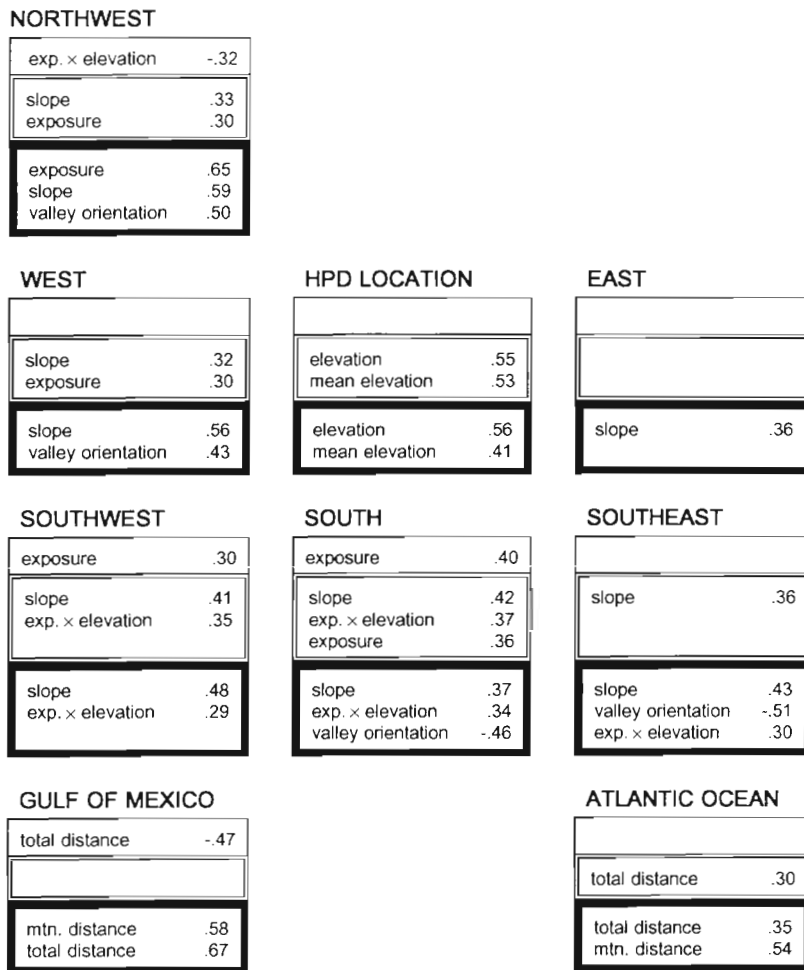 NORTHWEST
exp. × elevation -.32
slope .33
exposure .30
exposure .65
slope .59
valley orientation .50
WEST
slope .32
exposure .30
slope .56
valley orientation .43
HPD LOCATION
elevation .55
mean elevation .53
elevation .56
mean elevation .41
EAST
slope .36
SOUTHWEST
exposure .30
slope .41
exp. × elevation .35
slope .48
exp. × elevation .29
SOUTH
exposure .40
slope .42
exp. × elevation .37
exposure .36
slope .37
exp. × elevation .34
valley orientation -.46
SOUTHEAST
slope .36
slope .43
valley orientation -.51
exp. × elevation .30
GULF OF MEXICO
total distance -.47
mtn. distance .58
total distance .67
ATLANTIC OCEAN
total distance .30
total distance .35
mtn. distance .54